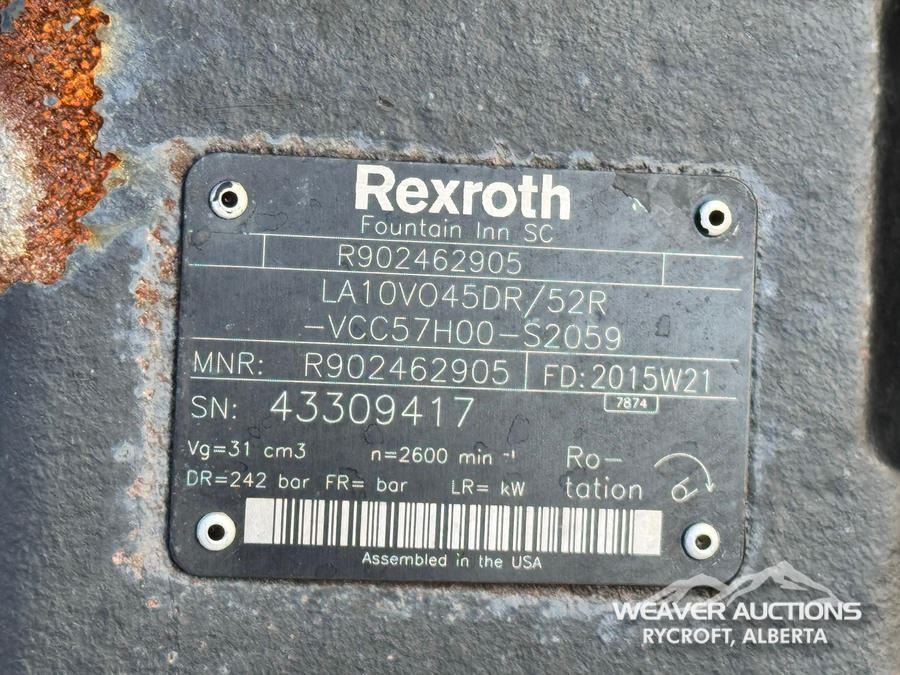 Rexroth
Fountain Inn SC
R902462905
LA10VO45DR/52R
-VCC57H00-S2059
MNR: R902462905 FD: 2015W21
7874
SN: 43309417
Vg=31 cm3 n=2600 min -1
Ro-
tation
DR=242 bar FR= bar LR= kW
Assembled in the USA
WEAVER AUCTIONS
RYCROFT, ALBERTA